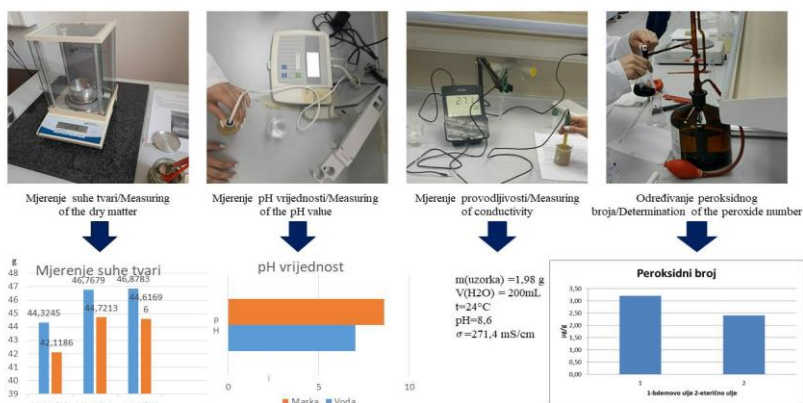 Mjerenje suhe tvari/Measuring
of the dry matter
Mjerenje pH vrijednosti/Measuring
of the pH value
Mjerenje provodljivosti/Measuring
of conductivity
Određivanje peroksidnog
broja/Determination of the peroxide number
g
Mjerenje suhe tvari
48
47
46
45
44
43
42
41
40
39
44,3245
42,1186
46,7679
44,7213
46,8783
44,6169
6
pH vrijednost
p
H
0
5
10
Maska
Voda
m(uzorka) =1,98 g
V(H2O) = 200mL
t=24°C
pH=8,6
σ=271,4 mS/cm
Peroksidni broj
3,50
3,00
2,50
2,00
1,50
1,00
0,50
0,00
µg/g
1
2
1-bdemovo ulje 2-eterično ulje